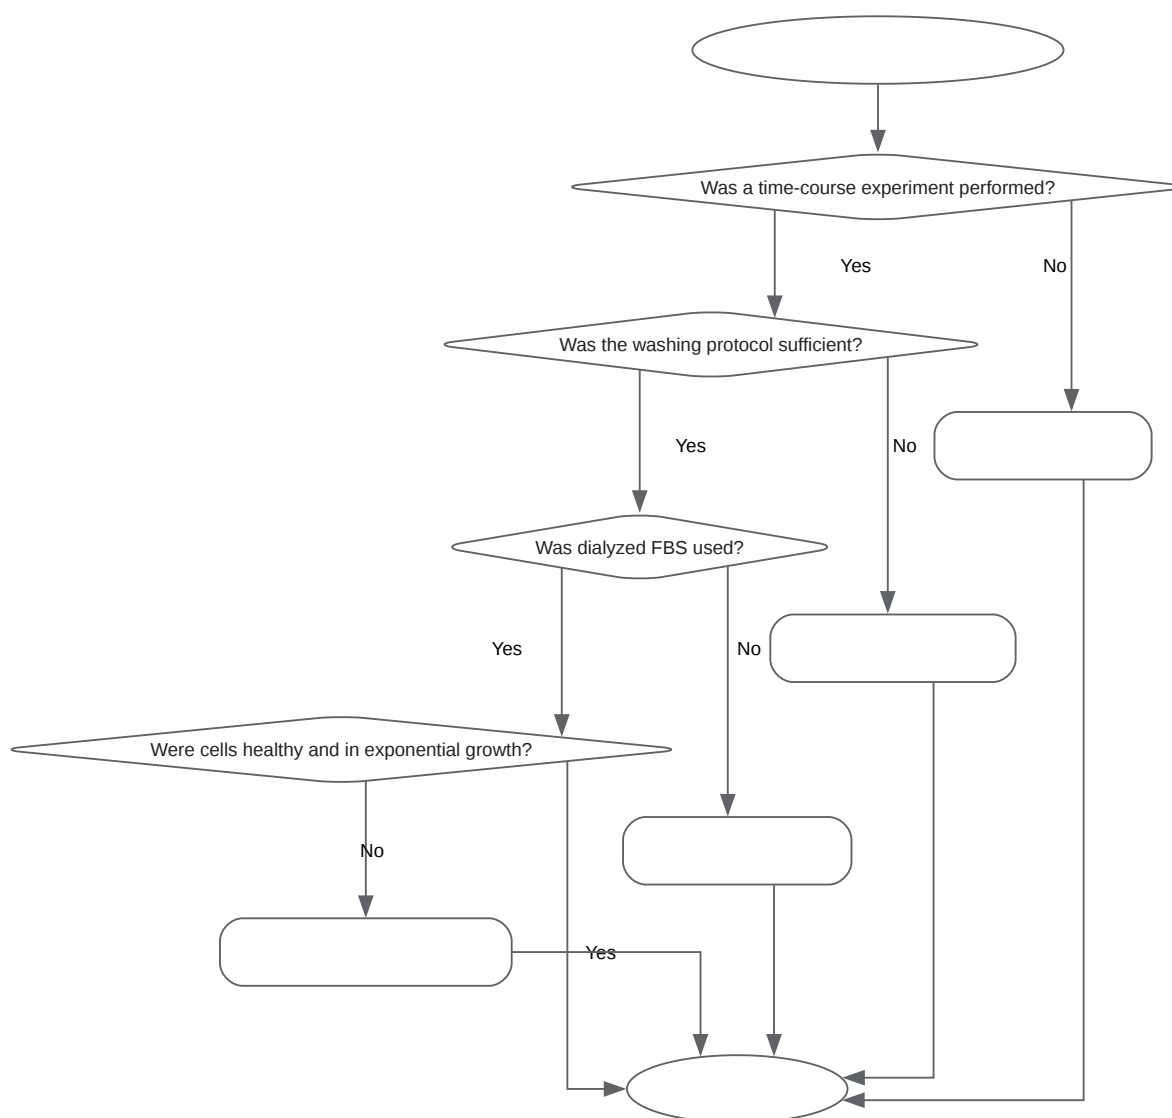 Was a time-course experiment performed?
Yes
No
Was the washing protocol sufficient?
Yes
No
Was dialyzed FBS used?
Yes
No
Were cells healthy and in exponential growth?
No
Yes